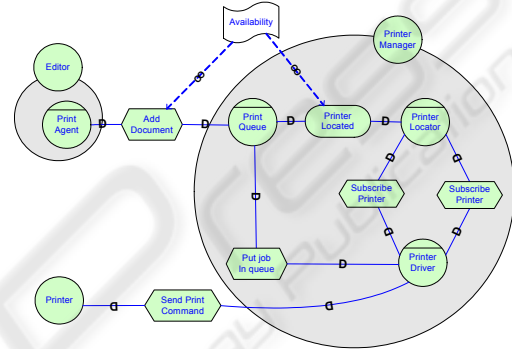 Availability
Printer
Manager
Editor
Print
Agent
D
Add
Document
D
Print
Queue
D
Printer
Located
D
Printer
Locator
D
D
Subscribe
Printer
Subscribe
Printer
D
D
D
Put job
In queue
D
Printer
Driver
Printer
D
Send Print
Command
D